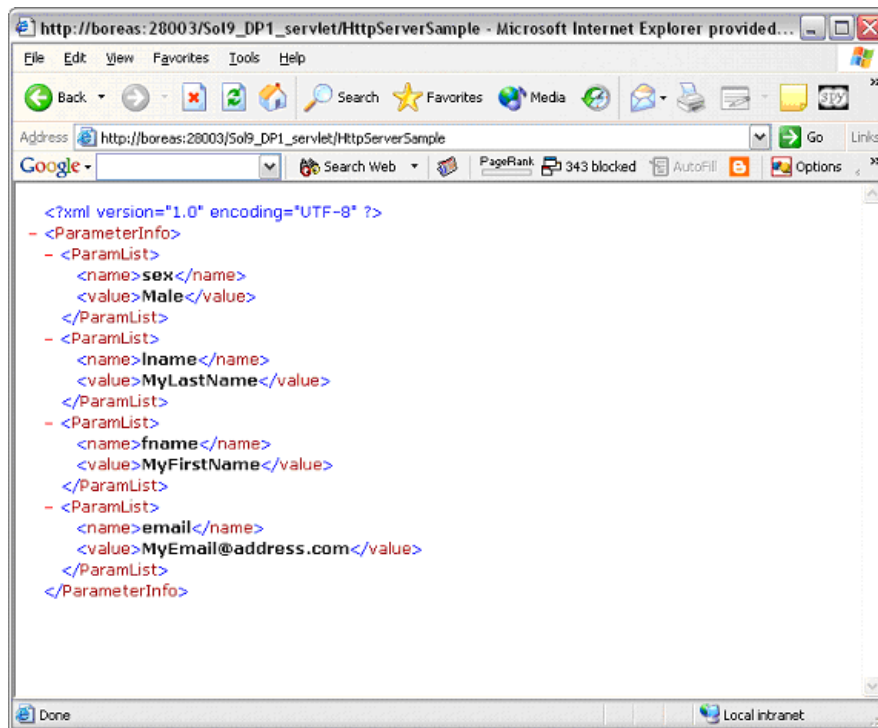 http://boreas:28003/Sol9_DP1_servlet/HttpServerSample - Microsoft Internet Explorer provided...
File Edit View Favorites Tools Help
Back Search Favorites Media SPY
Address http://boreas:28003/Sol9_DP1_servlet/HttpServerSample Go Links
Google Search Web PageRank 343 blocked AutoFill Options
<?xml version="1.0" encoding="UTF-8" ?>
- <ParameterInfo>
- <ParamList>
<name>sex</name>
<value>Male</value>
</ParamList>
- <ParamList>
<name>lname</name>
<value>MyLastName</value>
</ParamList>
- <ParamList>
<name>fname</name>
<value>MyFirstName</value>
</ParamList>
- <ParamList>
<name>email</name>
<value>MyEmail@address.com</value>
</ParamList>
</ParameterInfo>
Done Local intranet